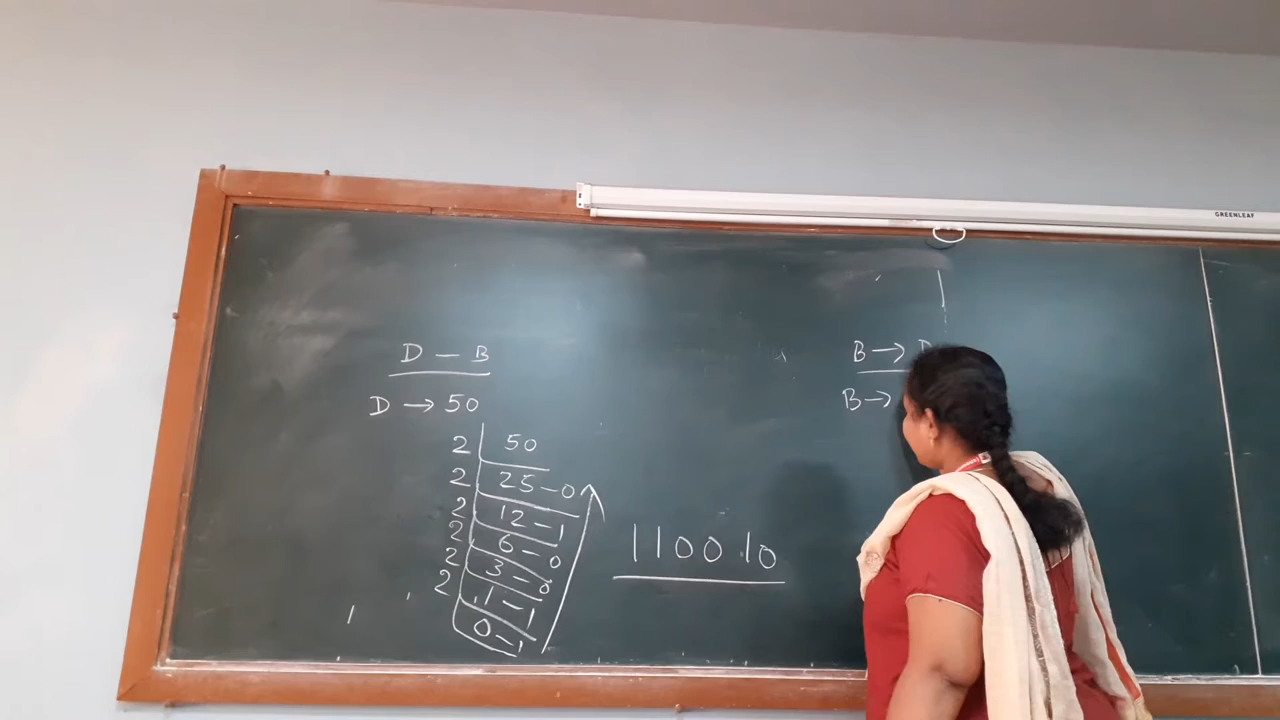 GREENLEAF
D — B
D → 50
2 | 50
2 | 25 – 0
2 | 12 – 1
2 | 6 – 0
2 | 3 – 0
2 | 1 – 1
0 – 1
110010
B → D
B →